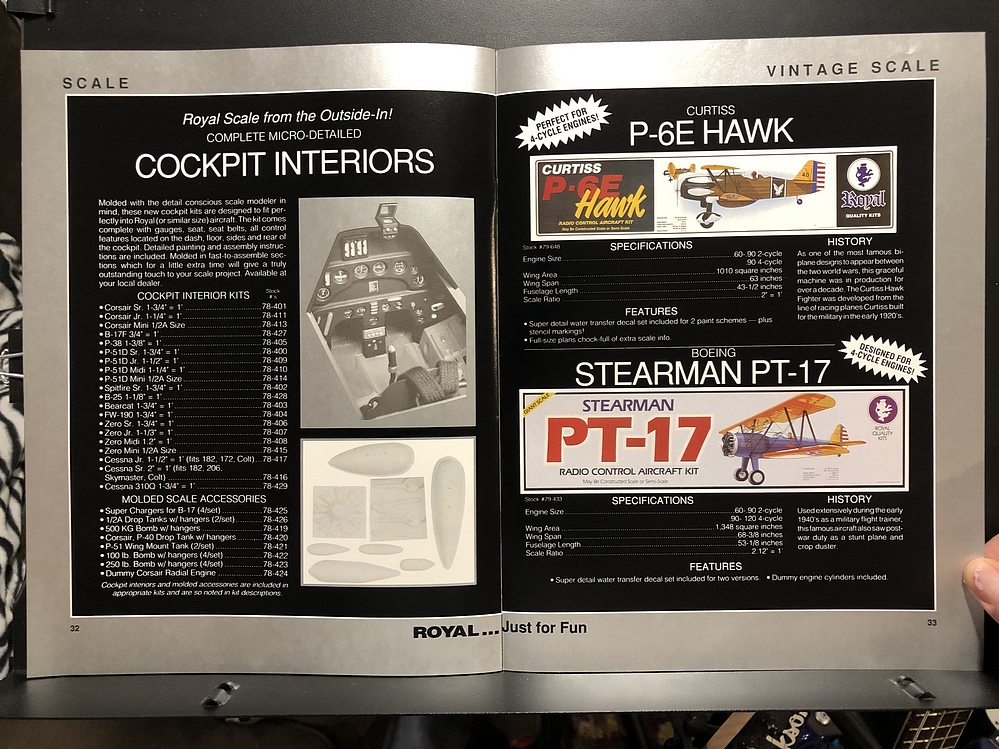 SCALE
Royal Scale from the Outside-In!
COMPLETE MICRO-DETAILED
COCKPIT INTERIORS
Molded with the detail conscious scale modeler in
mind, these new cockpit kits are designed to fit per-
fectly into Royal (or similar size) aircraft. The kit comes
complete with gauges, seat, seat belts, all control
features located on the dash, floor, sides and rear of
the cockpit. Detailed painting and assembly instruc-
tions are included. Molded in fast-to-assemble sec-
tions which for a little extra time will give a truly
outstanding touch to your scale project. Available at
your local dealer.
COCKPIT INTERIOR KITS Stock #'s
• Corsair Sr. 1-3/4" = 1' 78-401
• Corsair Jr. 1-1/4" = 1' 78-411
• Corsair Mini 1/2A Size 78-413
• B-17F 3/4" = 1' 78-427
• P-38 1-3/8" = 1' 78-405
• P-51D Sr. 1-3/4" = 1' 78-400
• P-51D Jr. 1-1/2" = 1' 78-409
• P-51D Midi 1-1/4" = 1' 78-410
• P-51D Mini 1/2A Size 78-414
• Spitfire Sr. 1-3/4" = 1' 78-402
• B-25 1-1/8" = 1' 78-428
• Bearcat 1-3/4" = 1' 78-403
• FW-190 1-3/4" = 1' 78-404
• Zero Sr. 1-3/4" = 1' 78-406
• Zero Jr. 1-1/3" = 1' 78-407
• Zero Midi 1.2" = 1' 78-408
• Zero Mini 1/2A Size 78-415
• Cessna Jr. 1-1/2" = 1' (fits 182, 172, Colt) 78-417
• Cessna Sr. 2" = 1' (fits 182, 206,
Skymaster, Colt) 78-416
• Cessna 310Q 1-3/4" = 1' 78-429
MOLDED SCALE ACCESSORIES
• Super Chargers for B-17 (4/set) 78-425
• 1/2A Drop Tanks w/ hangers (2/set) 78-426
• 500 KG Bomb w/ hangers 78-419
• Corsair, P-40 Drop Tank w/ hangers 78-420
• P-51 Wing Mount Tank (2/set) 78-421
• 100 lb. Bomb w/ hangers (4/set) 78-422
• 250 lb. Bomb w/ hangers (4/set) 78-423
• Dummy Corsair Radial Engine 78-424
Cockpit interiors and molded accessories are included in
appropriate kits and are so noted in kit descriptions.
32
ROYAL... Just for Fun
VINTAGE SCALE
PERFECT FOR
4-CYCLE ENGINES!
CURTISS
P-6E HAWK
CURTISS
P-6E
Hawk
RADIO CONTROL AIRCRAFT KIT
May Be Constructed Scale or Semi-Scale
40
Royal
QUALITY KITS
Stock #79-648
SPECIFICATIONS
Engine Size .60-.90 2-cycle
.90 4-cycle
Wing Area 1010 square inches
Wing Span 63 inches
Fuselage Length 43-1/2 inches
Scale Ratio 2" = 1'
FEATURES
• Super detail water transfer decal set included for 2 paint schemes — plus
stencil markings!
• Full-size plans chock-full of extra scale info.
HISTORY
As one of the most famous bi-
plane designs to appear between
the two world wars, this graceful
machine was in production for
over a decade. The Curtiss Hawk
Fighter was developed from the
line of racing planes Curtiss built
for the military in the early 1920's.
BOEING
STEARMAN PT-17
DESIGNED FOR
4-CYCLE ENGINES!
GIANT SCALE
STEARMAN
PT-17
RADIO CONTROL AIRCRAFT KIT
May Be Constructed Scale or Semi-Scale
ROYAL
QUALITY
KITS
Stock #79-433
SPECIFICATIONS
Engine Size .60-.90 2-cycle
.90-.120 4-cycle
Wing Area 1,348 square inches
Wing Span 68-3/8 inches
Fuselage Length 53-1/8 inches
Scale Ratio 2.12" = 1'
HISTORY
Used extensively during the early
1940's as a military flight trainer,
this famous aircraft also saw post-
war duty as a stunt plane and
crop duster.
FEATURES
• Super detail water transfer decal set included for two versions. • Dummy engine cylinders included.
33